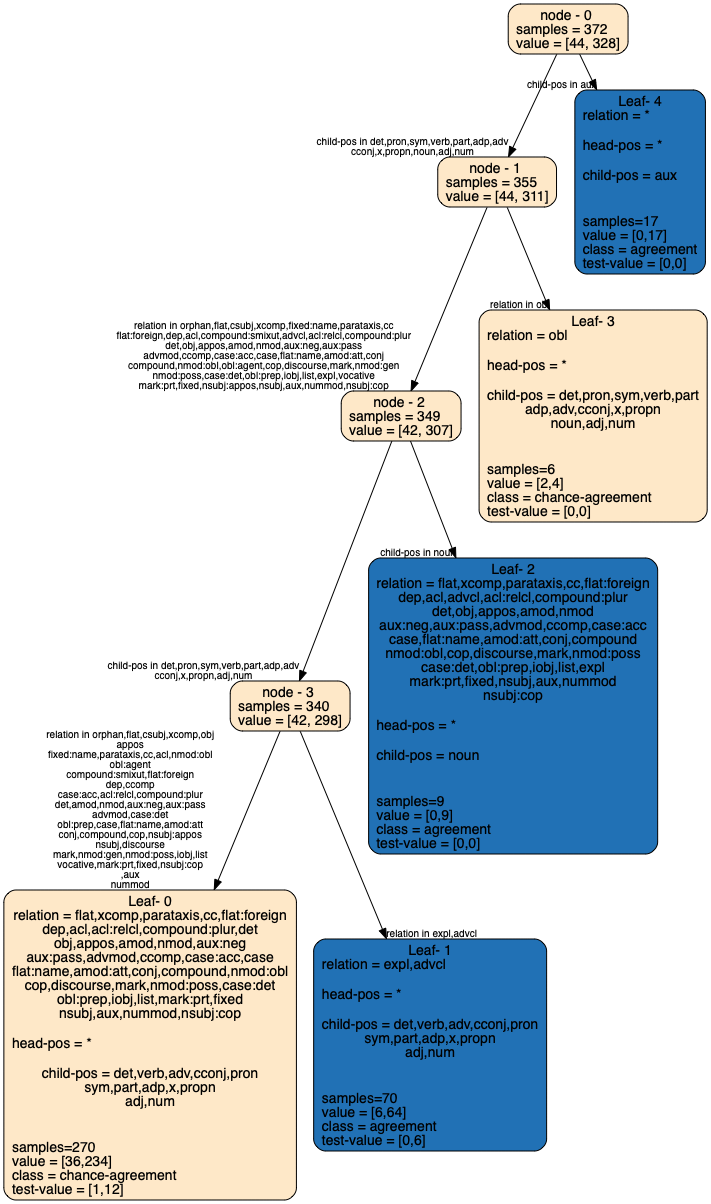 node - 0
samples = 372
value = [44, 328]
child-pos in aux
Leaf- 4
relation = *
head-pos = *
child-pos = aux
samples=17
value = [0,17]
class = agreement
test-value = [0,0]
child-pos in det,pron,sym,verb,part,adp,adv
cconj,x,propn,noun,adj,num
node - 1
samples = 355
value = [44, 311]
relation in obl
Leaf- 3
relation = obl
head-pos = *
child-pos = det,pron,sym,verb,part
adp,adv,cconj,x,propn
noun,adj,num
samples=6
value = [2,4]
class = chance-agreement
test-value = [0,0]
relation in orphan,flat,csubj,xcomp,fixed:name,parataxis,cc
flat:foreign,dep,acl,compound:smixut,advcl,acl:relcl,compound:plur
det,obj,appos,amod,nmod,aux:neg,aux:pass
advmod,ccomp,case:acc,case,flat:name,amod:att,conj
compound,nmod:obl,obl:agent,cop,discourse,mark,nmod:gen
nmod:poss,case:det,obl:prep,iobj,list,expl,vocative
mark:prt,fixed,nsubj:appos,nsubj,aux,nummod,nsubj:cop
node - 2
samples = 349
value = [42, 307]
child-pos in noun
Leaf- 2
relation = flat,xcomp,parataxis,cc,flat:foreign
dep,acl,advcl,acl:relcl,compound:plur
det,obj,appos,amod,nmod
aux:neg,aux:pass,advmod,ccomp,case:acc
case,flat:name,amod:att,conj,compound
nmod:obl,cop,discourse,mark,nmod:poss
case:det,obl:prep,iobj,list,expl
mark:prt,fixed,nsubj,aux,nummod
nsubj:cop
head-pos = *
child-pos = noun
samples=9
value = [0,9]
class = agreement
test-value = [0,0]
child-pos in det,pron,sym,verb,part,adp,adv
cconj,x,propn,adj,num
node - 3
samples = 340
value = [42, 298]
relation in orphan,flat,csubj,xcomp,obj
appos
fixed:name,parataxis,cc,acl,nmod:obl
obl:agent
compound:smixut,flat:foreign
dep,ccomp
case:acc,acl:relcl,compound:plur
det,amod,nmod,aux:neg,aux:pass
advmod,case:det
obl:prep,case,flat:name,amod:att
conj,compound,cop,nsubj:appos
nsubj,discourse
mark,nmod:gen,nmod:poss,iobj,list
vocative,mark:prt,fixed,nsubj:cop
,aux
nummod
Leaf- 0
relation = flat,xcomp,parataxis,cc,flat:foreign
dep,acl,acl:relcl,compound:plur,det
obj,appos,amod,nmod,aux:neg
aux:pass,advmod,ccomp,case:acc,case
flat:name,amod:att,conj,compound,nmod:obl
cop,discourse,mark,nmod:poss,case:det
obl:prep,iobj,list,mark:prt,fixed
nsubj,aux,nummod,nsubj:cop
head-pos = *
child-pos = det,verb,adv,cconj,pron
sym,part,adp,x,propn
adj,num
samples=270
value = [36,234]
class = chance-agreement
test-value = [1,12]
relation in expl,advcl
Leaf- 1
relation = expl,advcl
head-pos = *
child-pos = det,verb,adv,cconj,pron
sym,part,adp,x,propn
adj,num
samples=70
value = [6,64]
class = agreement
test-value = [0,6]